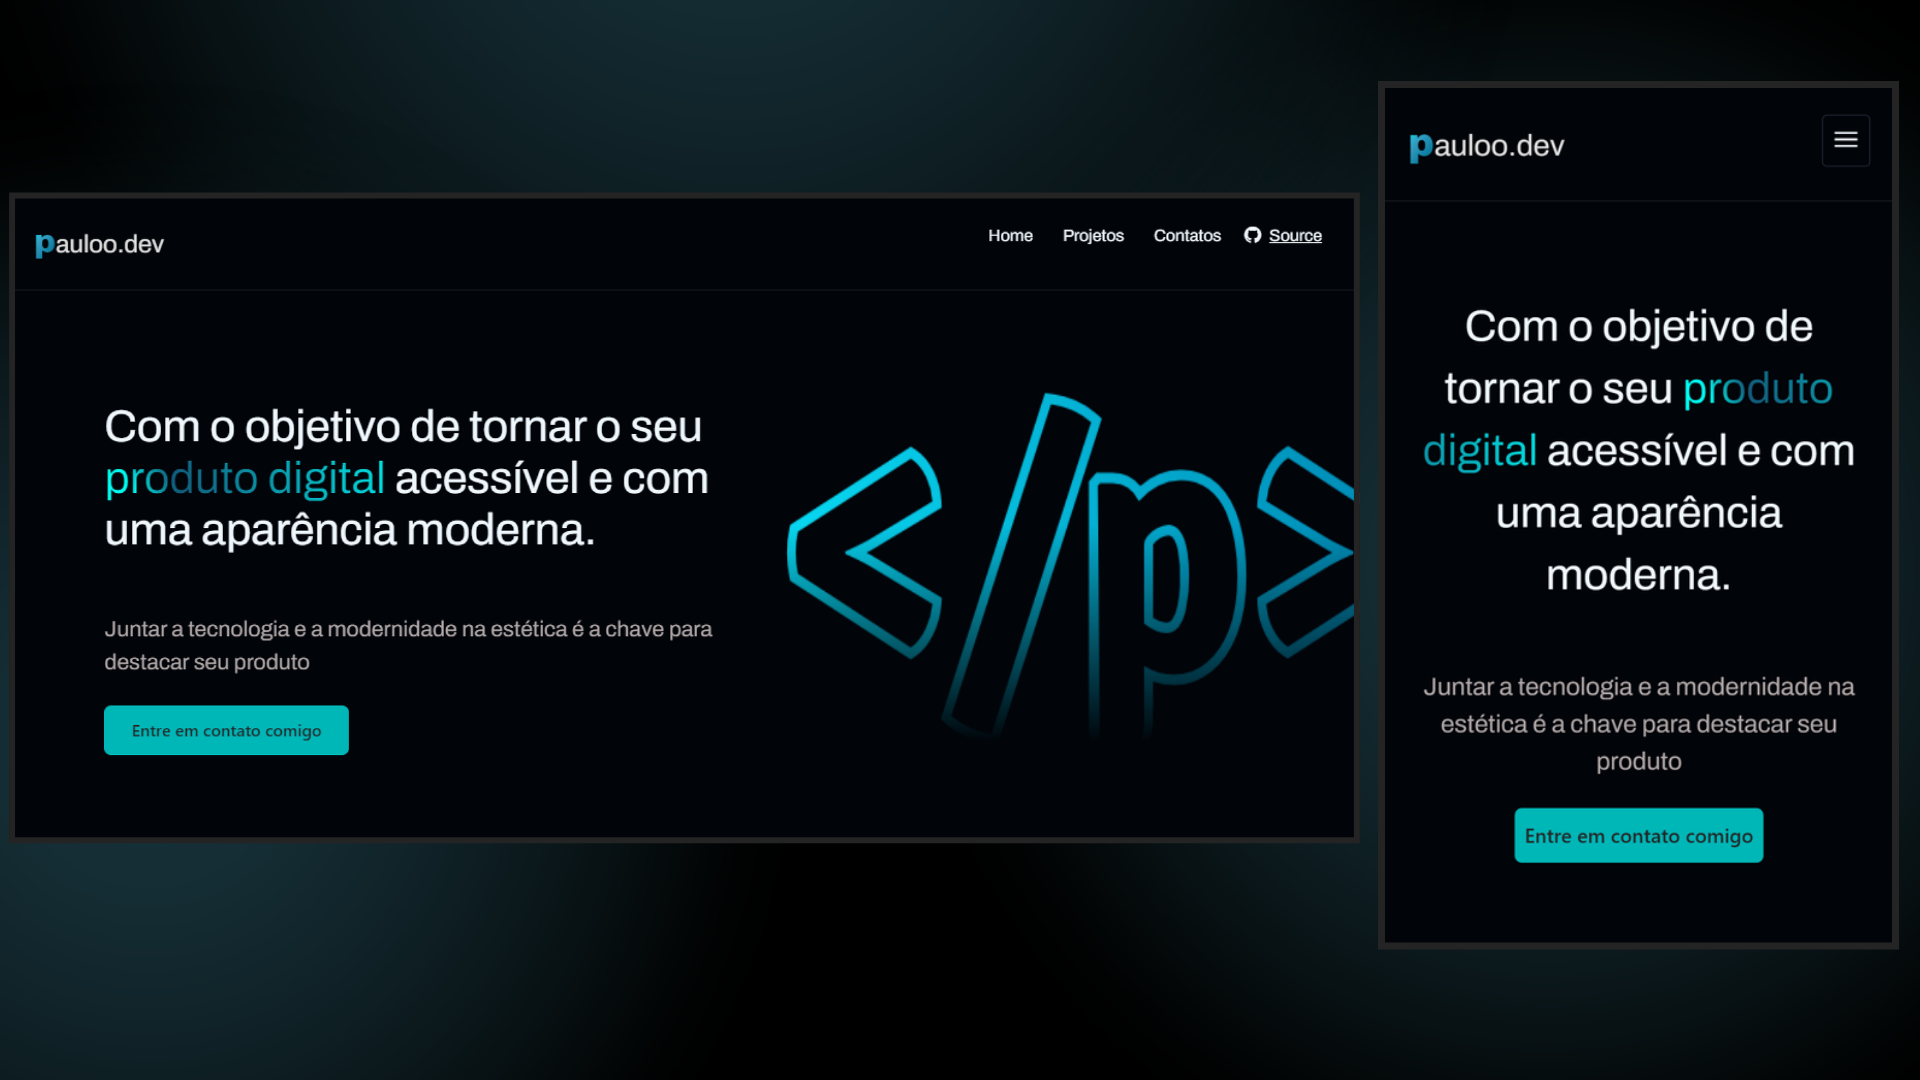 pauloo.dev
Home Projetos Contatos Source
Com o objetivo de tornar o seu
produto digital acessível e com
uma aparência moderna.
Juntar a tecnologia e a modernidade na estética é a chave para
destacar seu produto
Entre em contato comigo
</p>
pauloo.dev
Com o objetivo de
tornar o seu produto
digital acessível e com
uma aparência
moderna.
Juntar a tecnologia e a modernidade na
estética é a chave para destacar seu
produto
Entre em contato comigo